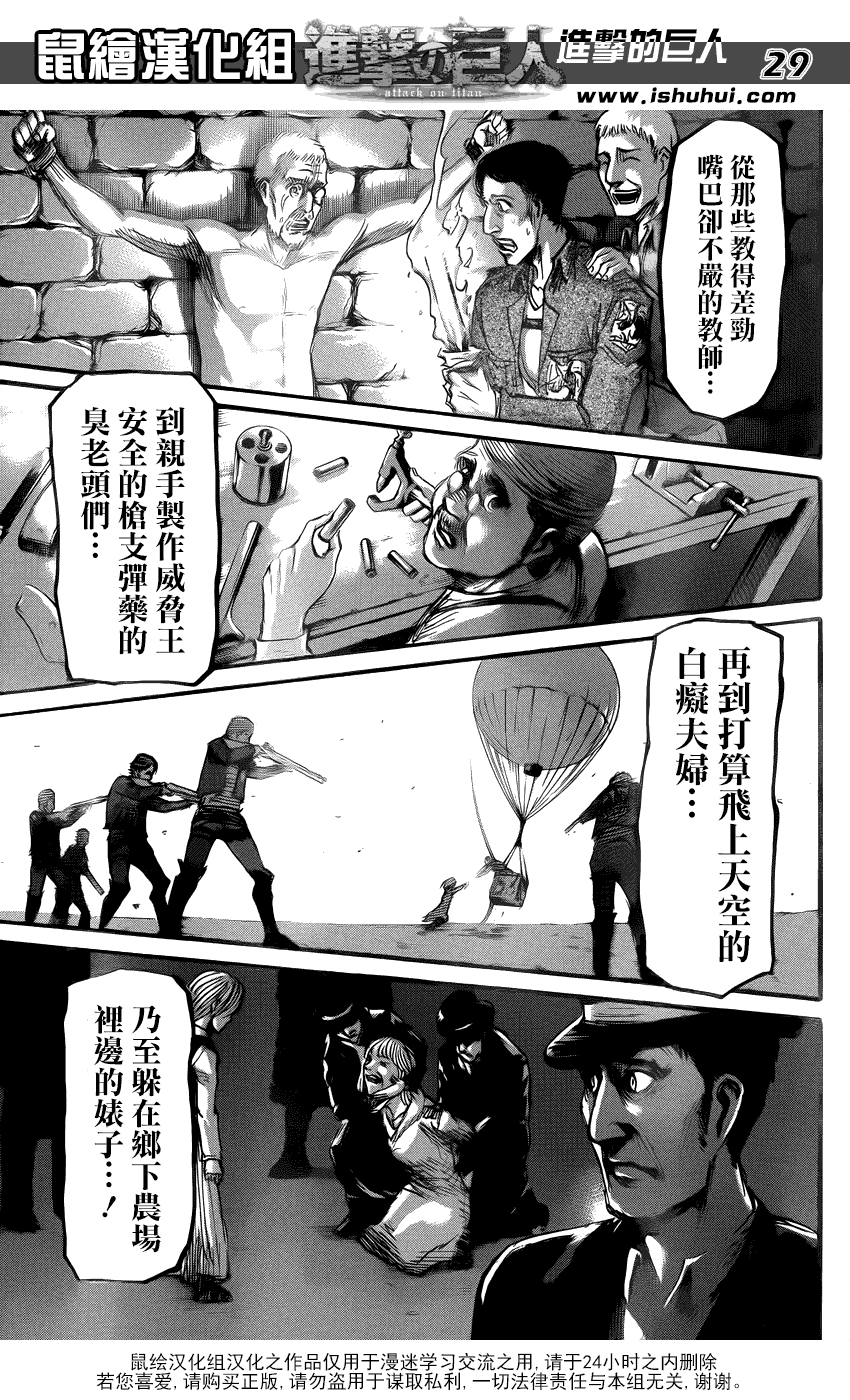 鼠繪漢化組
進撃の巨人
attack on titan
進擊的巨人
www.ishuhui.com
29
從那些教得差勁
嘴巴卻不嚴的教師…
到親手製作威脅王
安全的槍支彈藥的
臭老頭們…
再到打算飛上天空的
白癡夫婦…
乃至躲在鄉下農場
裡邊的婊子…！
鼠绘汉化组汉化之作品仅用于漫迷学习交流之用, 请于24小时之内删除
若您喜爱, 请购买正版, 请勿盗用于谋取私利, 一切法律责任与本组无关, 谢谢。